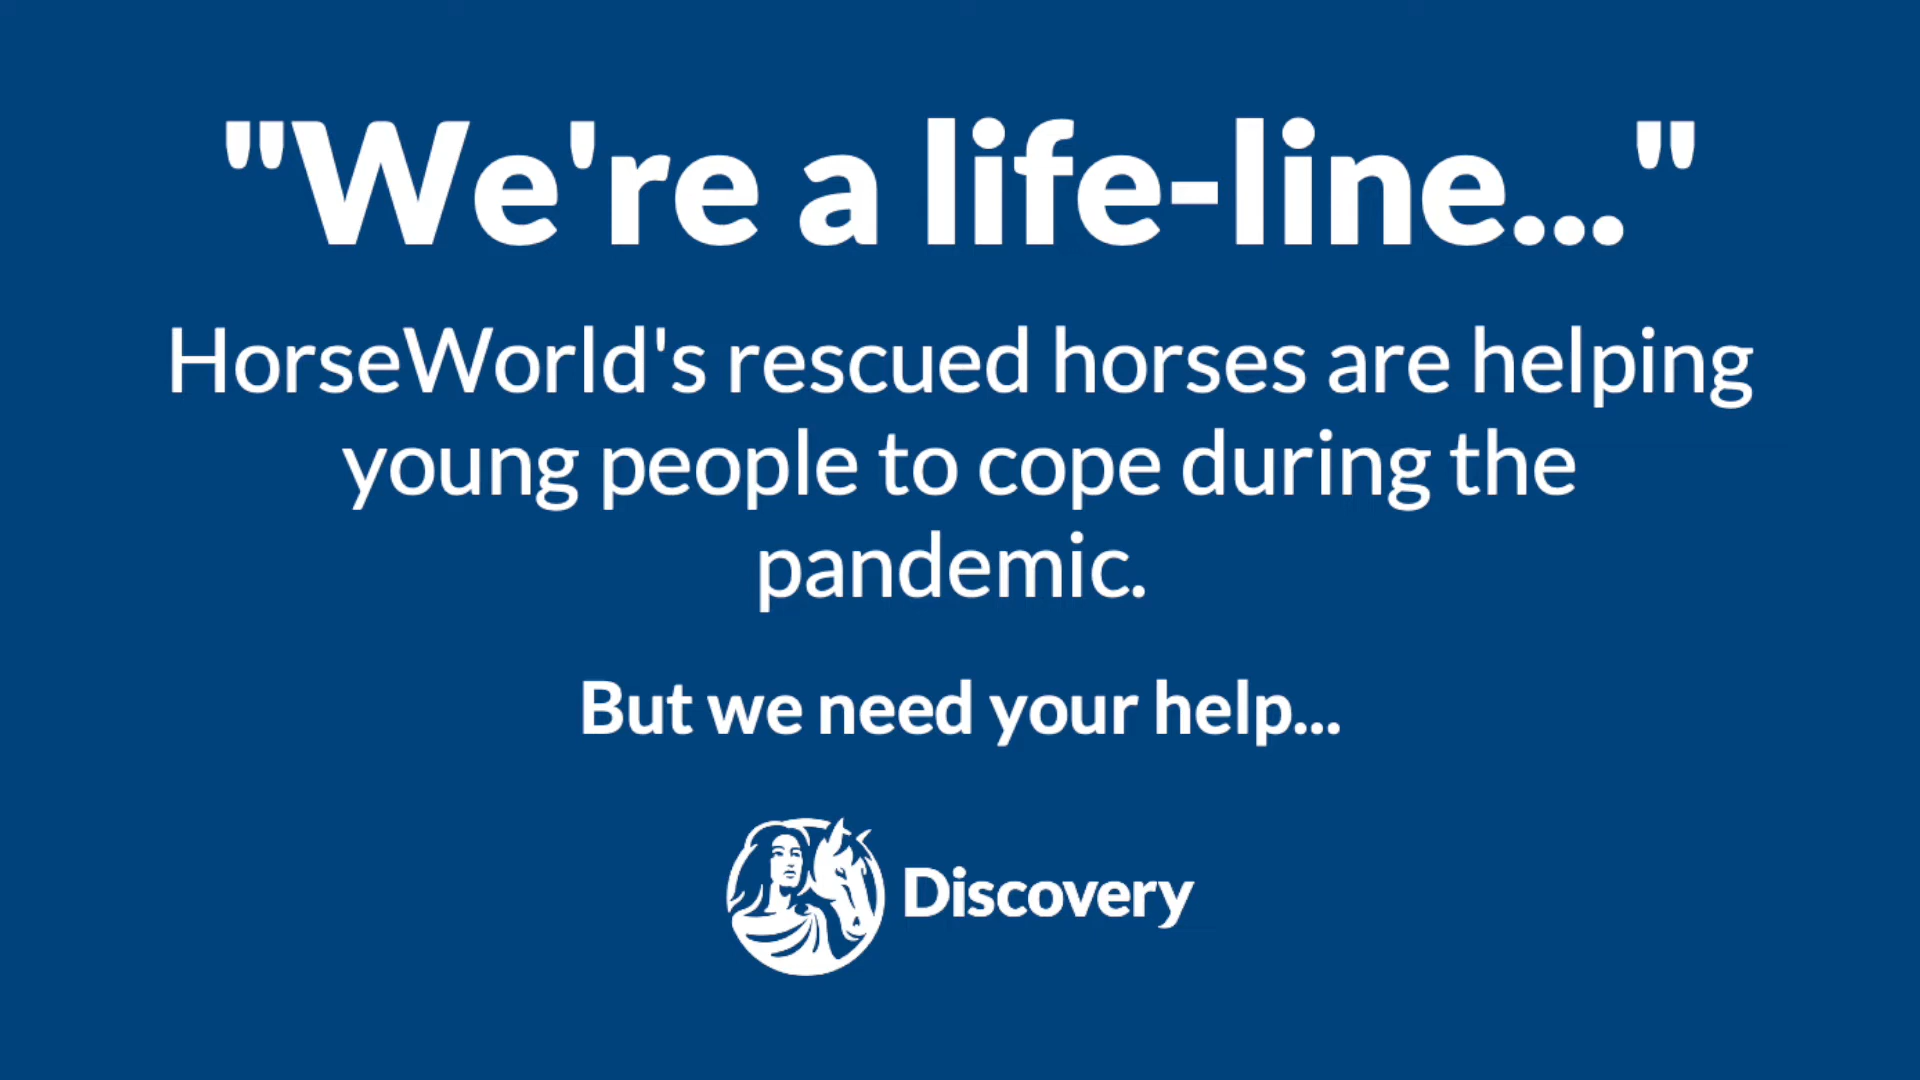 "We're a life-line..."
HorseWorld's rescued horses are helping
young people to cope during the
pandemic.
But we need your help...
Discovery